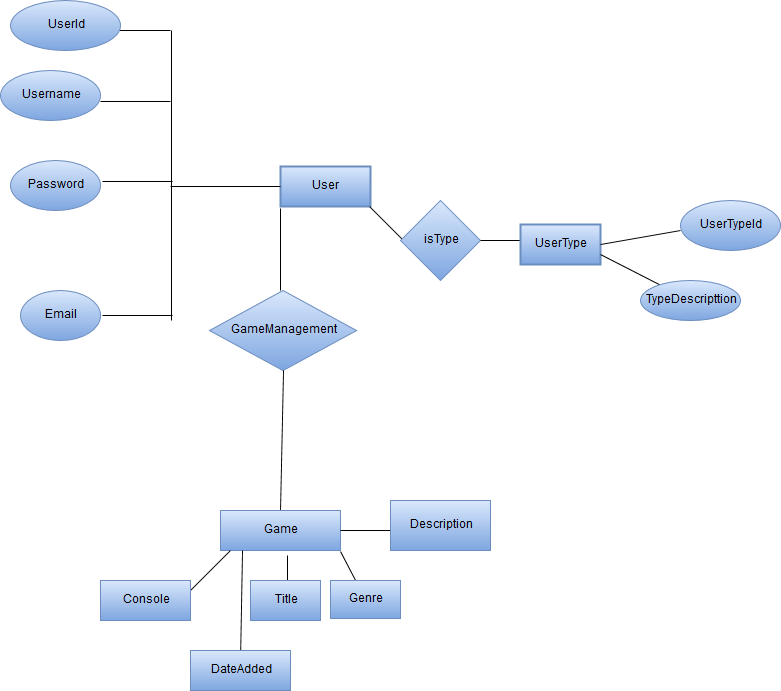 UserId
Username
Password
Email
User
isType
UserType
UserTypeId
TypeDescripttion
GameManagement
Game
Description
Console
Title
Genre
DateAdded